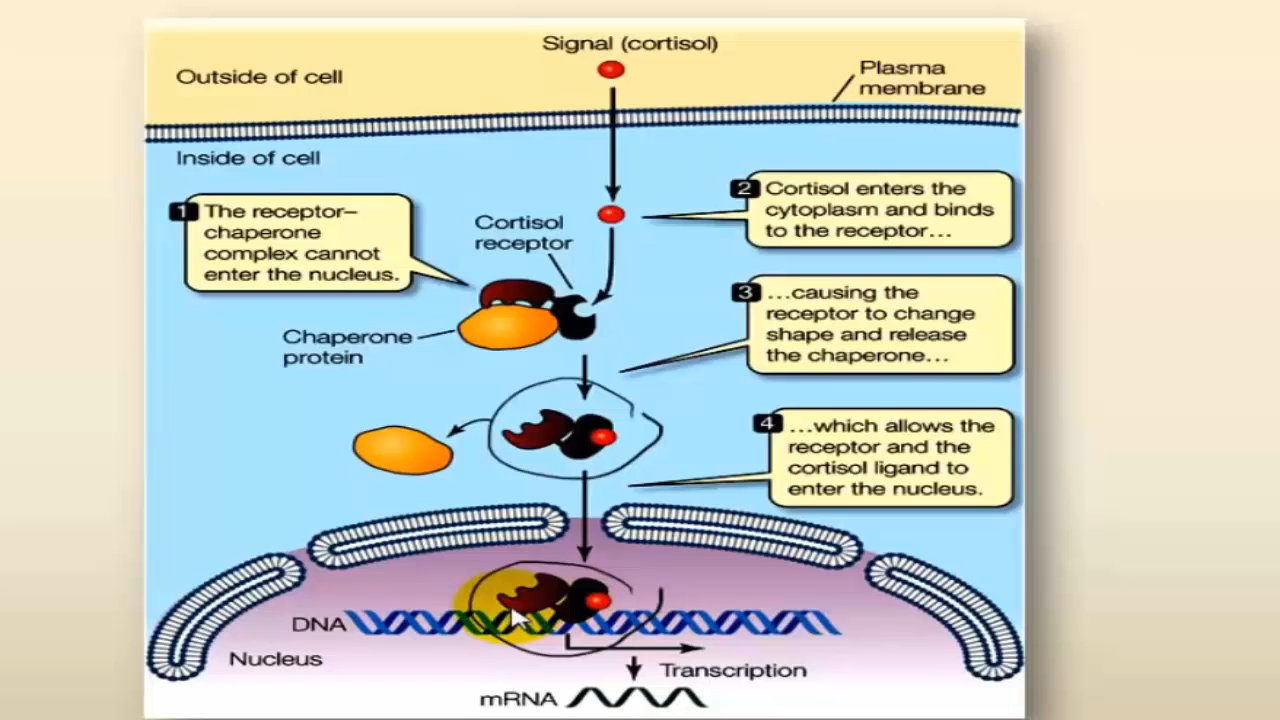 Signal (cortisol)
Outside of cell
Plasma
membrane
Inside of cell
1 The receptor–
chaperone
complex cannot
enter the nucleus.
Cortisol
receptor
2 Cortisol enters the
cytoplasm and binds
to the receptor…
3 …causing the
receptor to change
shape and release
the chaperone…
Chaperone
protein
4 …which allows the
receptor and the
cortisol ligand to
enter the nucleus.
DNA
Nucleus
Transcription
mRNA